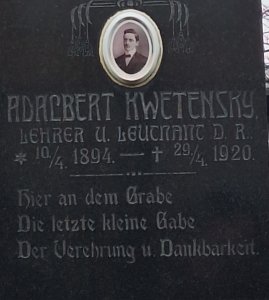 ADALBERT KWETENSKY,
LEHRER U. LEUTNANT D. R.
* 10/4. 1894. — † 29/4. 1920.
Hier an dem Grabe
Die letzte kleine Gabe
Der Verehrung u. Dankbarkeit.